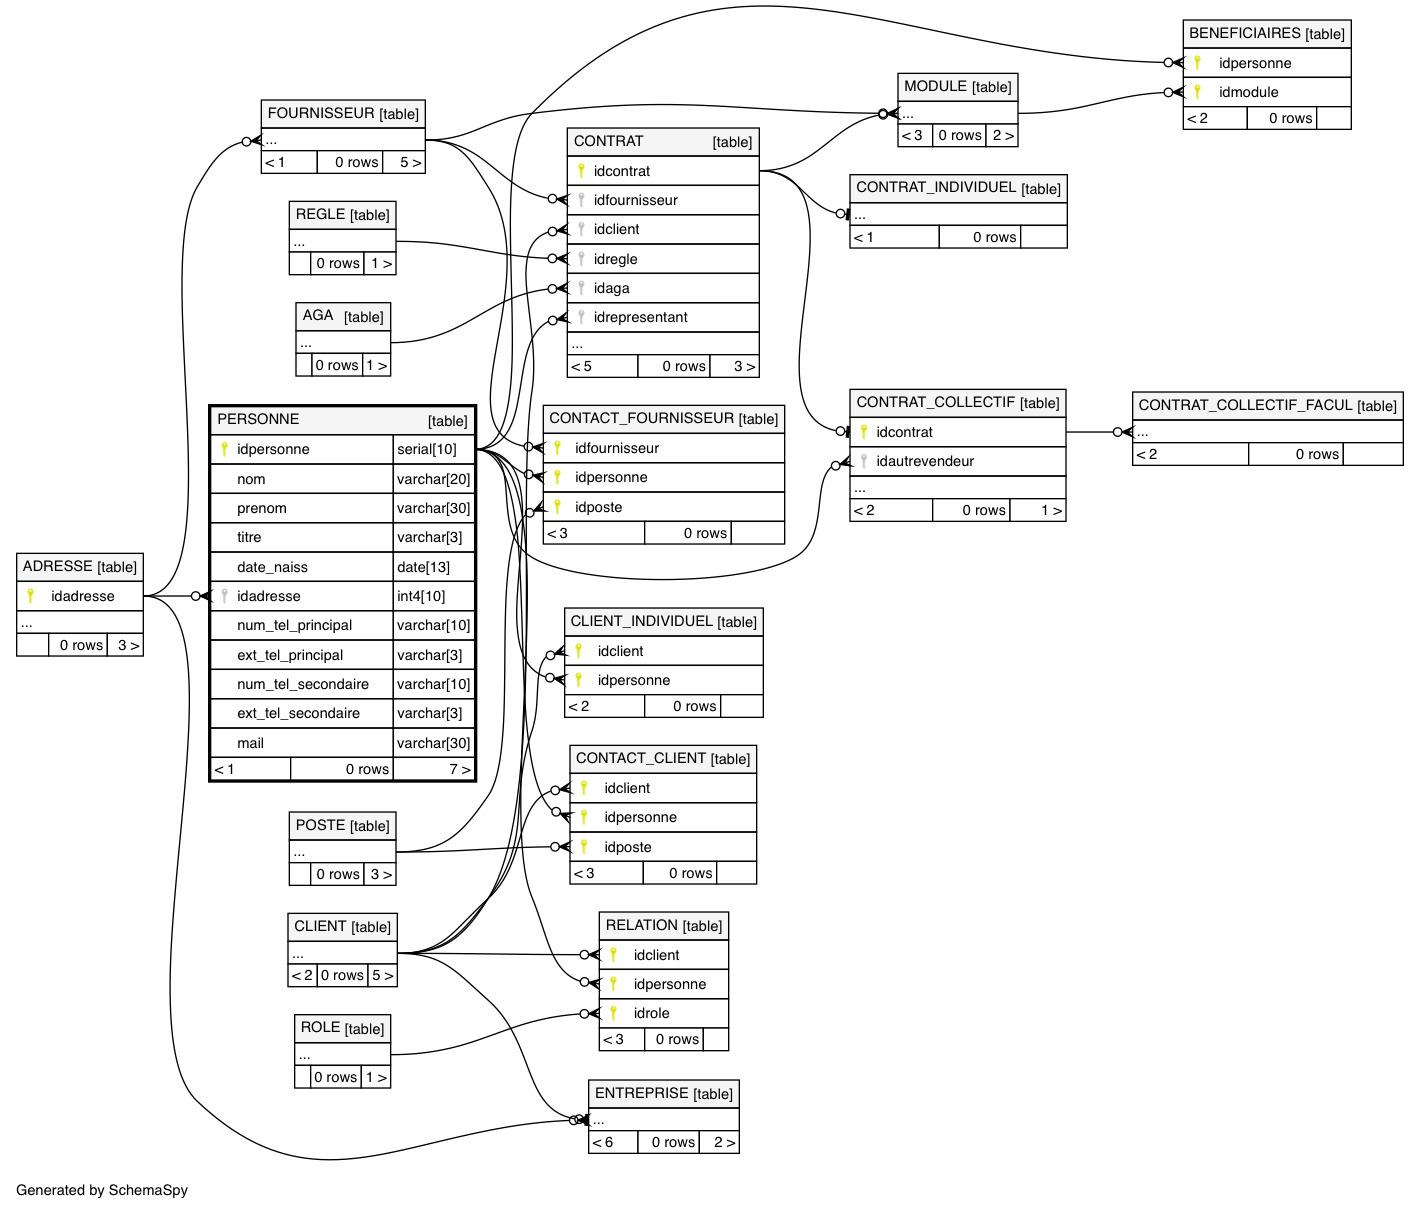 BENEFICIAIRES [table]
idpersonne
idmodule
< 2 0 rows
MODULE [table]
...
< 3 0 rows 2 >
FOURNISSEUR [table]
...
< 1 0 rows 5 >
CONTRAT [table]
idcontrat
idfournisseur
idclient
idregle
idaga
idrepresentant
...
< 5 0 rows 3 >
CONTRAT_INDIVIDUEL [table]
...
< 1 0 rows
REGLE [table]
...
0 rows 1 >
AGA [table]
...
0 rows 1 >
PERSONNE [table]
idpersonne serial[10]
nom varchar[20]
prenom varchar[30]
titre varchar[3]
date_naiss date[13]
idadresse int4[10]
num_tel_principal varchar[10]
ext_tel_principal varchar[3]
num_tel_secondaire varchar[10]
ext_tel_secondaire varchar[3]
mail varchar[30]
< 1 0 rows 7 >
CONTACT_FOURNISSEUR [table]
idfournisseur
idpersonne
idposte
< 3 0 rows
CONTRAT_COLLECTIF [table]
idcontrat
idautrevendeur
...
< 2 0 rows 1 >
CONTRAT_COLLECTIF_FACUL [table]
...
< 2 0 rows
ADRESSE [table]
idadresse
...
0 rows 3 >
CLIENT_INDIVIDUEL [table]
idclient
idpersonne
< 2 0 rows
CONTACT_CLIENT [table]
idclient
idpersonne
idposte
< 3 0 rows
POSTE [table]
...
0 rows 3 >
CLIENT [table]
...
< 2 0 rows 5 >
RELATION [table]
idclient
idpersonne
idrole
< 3 0 rows
ROLE [table]
...
0 rows 1 >
ENTREPRISE [table]
...
< 6 0 rows 2 >
Generated by SchemaSpy